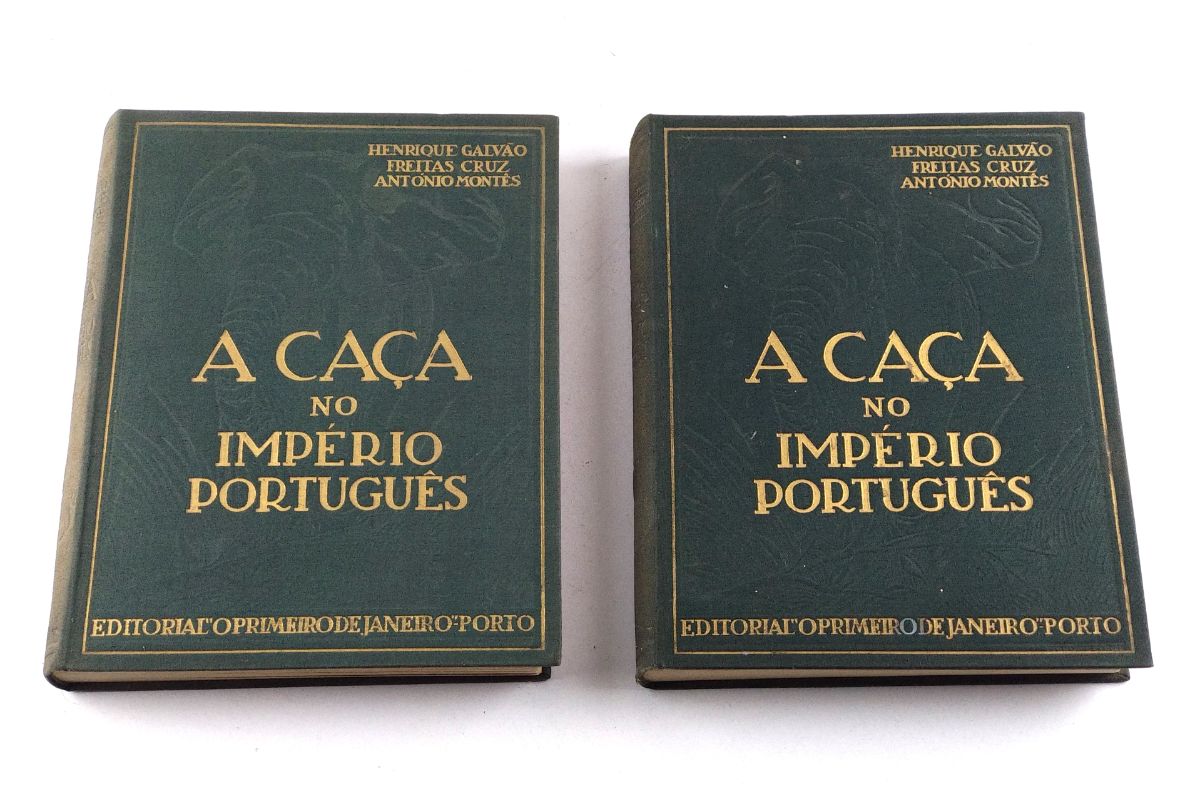 HENRIQUE GALVÃO
FREITAS CRUZ
ANTÓNIO MONTÊS
A CAÇA
NO
IMPÉRIO
PORTUGUÊS
EDITORIAL "O PRIMEIRO DE JANEIRO"-PORTO
HENRIQUE GALVÃO
FREITAS CRUZ
ANTÓNIO MONTÊS
A CAÇA
NO
IMPÉRIO
PORTUGUÊS
EDITORIAL "O PRIMEIRO DE JANEIRO"-PORTO